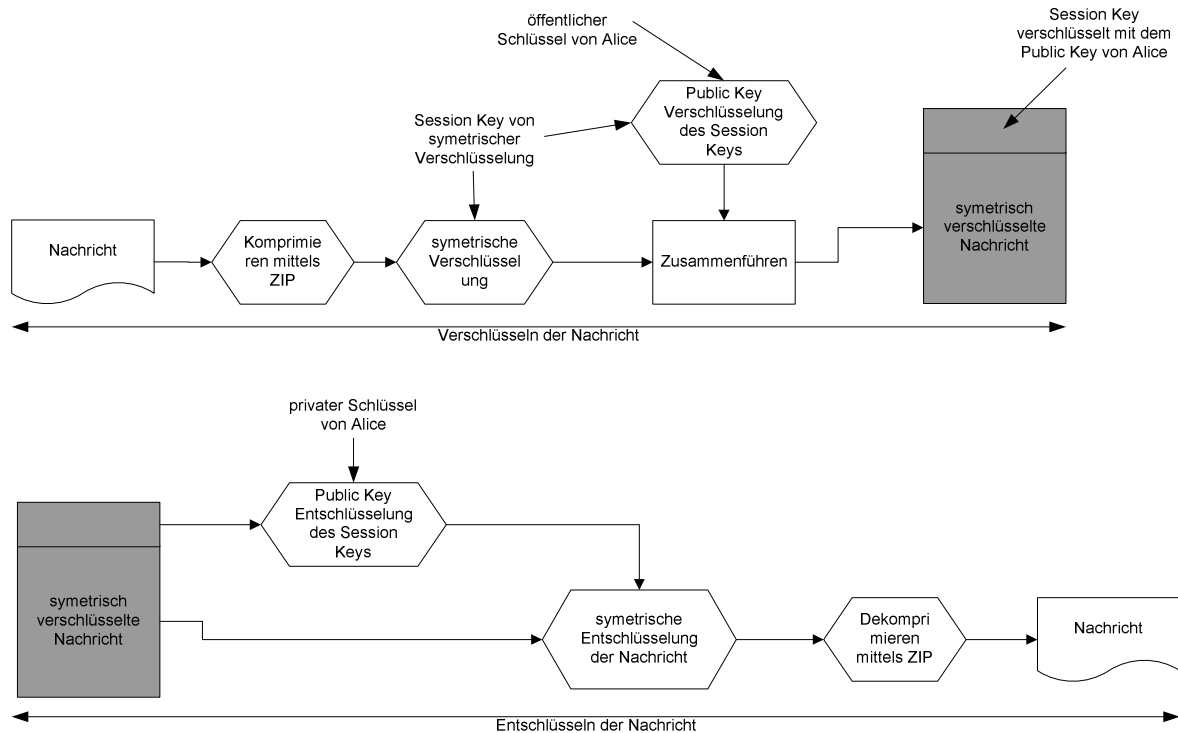 öffentlicher
Schlüssel von Alice
Session Key
verschlüsselt mit dem
Public Key von Alice
Public Key
Verschlüsselung
des Session
Keys
Session Key von
symetrischer
Verschlüsselung
Nachricht
Komprimie
ren mittels
ZIP
symetrische
Verschlüssel
ung
Zusammenführen
symetrisch
verschlüsselte
Nachricht
Verschlüsseln der Nachricht
privater Schlüssel
von Alice
Public Key
Entschlüsselung
des Session
Keys
symetrisch
verschlüsselte
Nachricht
symetrische
Entschlüsselung
der Nachricht
Dekompri
mieren
mittels ZIP
Nachricht
Entschlüsseln der Nachricht